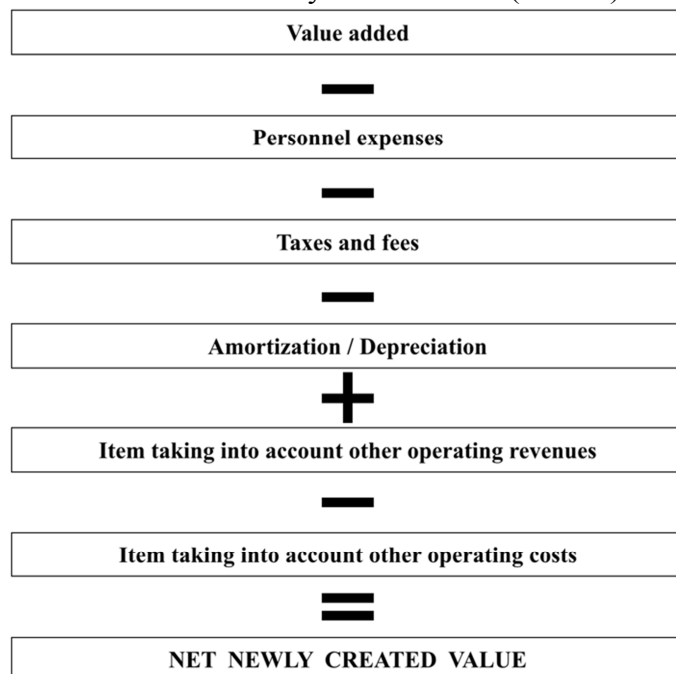 Value added
−
Personnel expenses
−
Taxes and fees
−
Amortization / Depreciation
+
Item taking into account other operating revenues
−
Item taking into account other operating costs
=
NET NEWLY CREATED VALUE